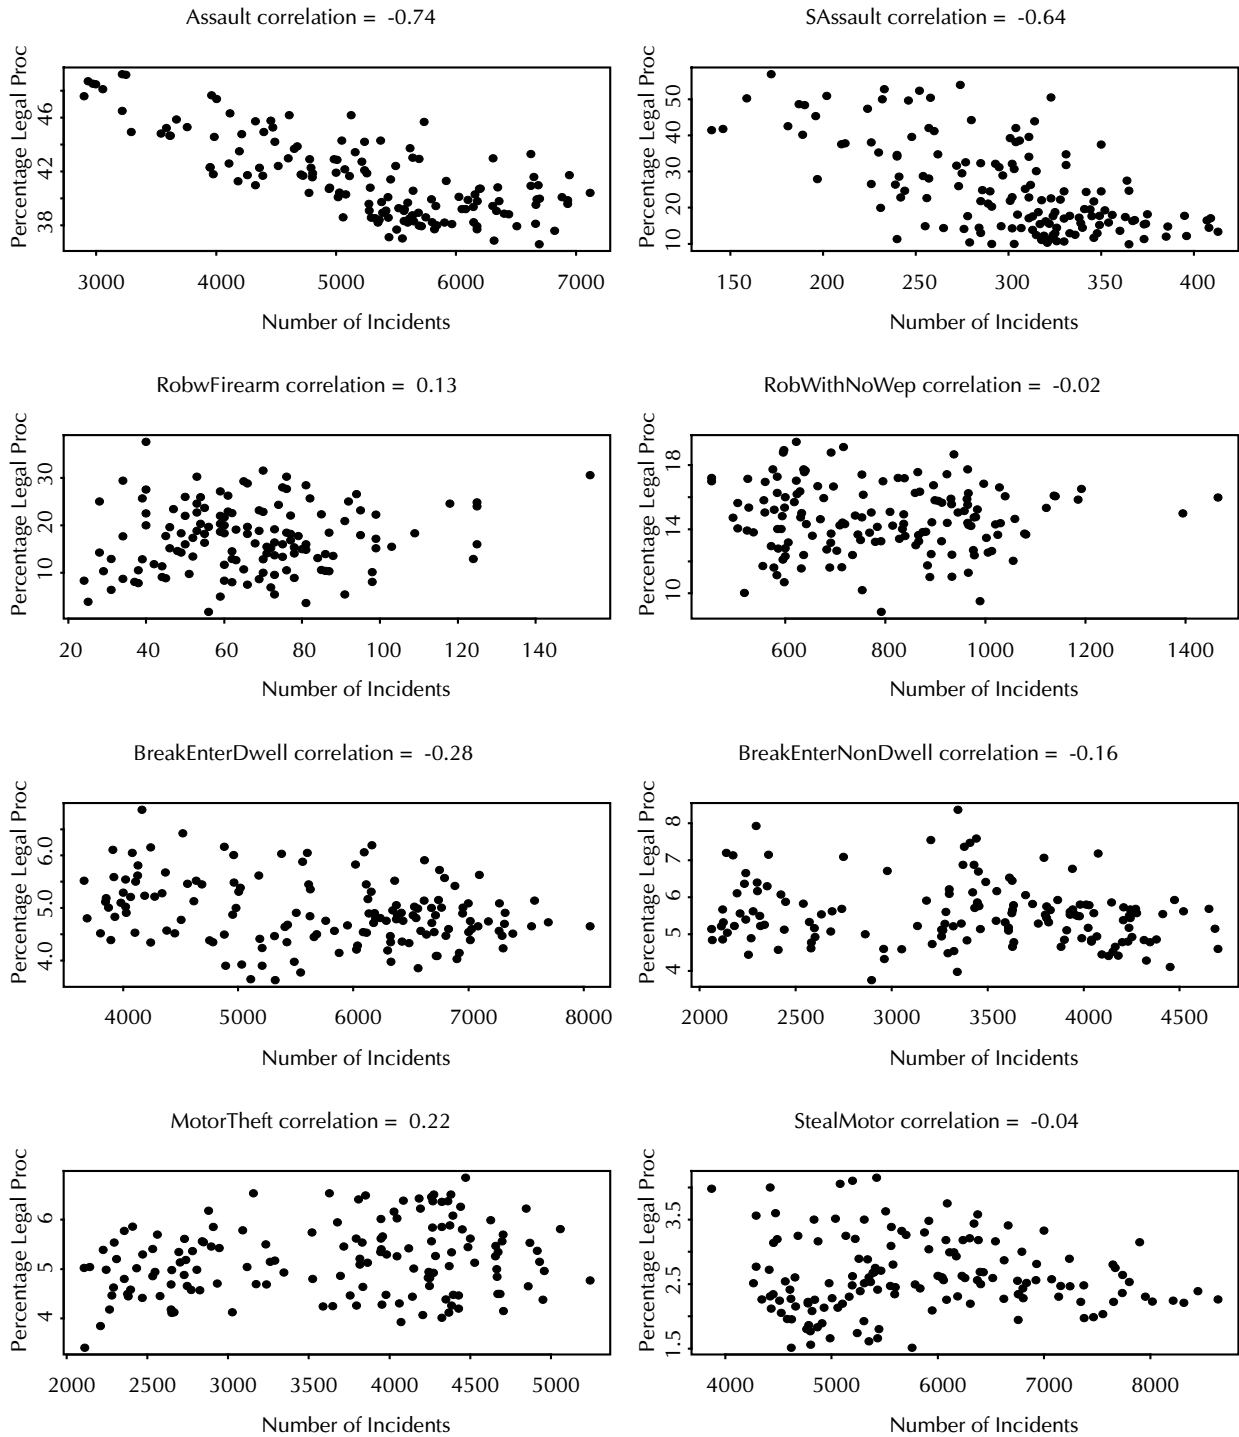 Assault correlation = -0.74
Percentage Legal Proc
38 42 46
3000 4000 5000 6000 7000
Number of Incidents
SAssault correlation = -0.64
Percentage Legal Proc
10 20 30 40 50
150 200 250 300 350 400
Number of Incidents
RobwFirearm correlation = 0.13
Percentage Legal Proc
10 20 30
20 40 60 80 100 120 140
Number of Incidents
RobWithNoWep correlation = -0.02
Percentage Legal Proc
10 14 18
600 800 1000 1200 1400
Number of Incidents
BreakEnterDwell correlation = -0.28
Percentage Legal Proc
4.0 5.0 6.0
4000 5000 6000 7000 8000
Number of Incidents
BreakEnterNonDwell correlation = -0.16
Percentage Legal Proc
4 5 6 7 8
2000 2500 3000 3500 4000 4500
Number of Incidents
MotorTheft correlation = 0.22
Percentage Legal Proc
4 5 6
2000 2500 3000 3500 4000 4500 5000
Number of Incidents
StealMotor correlation = -0.04
Percentage Legal Proc
1.5 2.5 3.5
4000 5000 6000 7000 8000
Number of Incidents